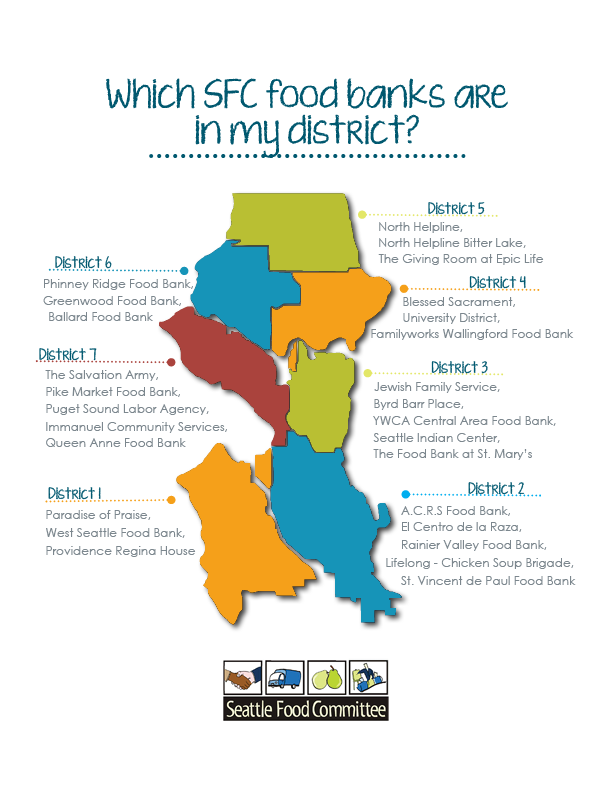 Which SFC food banks are
in my district?
District 5
North Helpline,
North Helpline Bitter Lake,
The Giving Room at Epic Life
District 6
Phinney Ridge Food Bank,
Greenwood Food Bank,
Ballard Food Bank
District 4
Blessed Sacrament,
University District,
Familyworks Wallingford Food Bank
District 7
The Salvation Army,
Pike Market Food Bank,
Puget Sound Labor Agency,
Immanuel Community Services,
Queen Anne Food Bank
District 3
Jewish Family Service,
Byrd Barr Place,
YWCA Central Area Food Bank,
Seattle Indian Center,
The Food Bank at St. Mary's
District 1
Paradise of Praise,
West Seattle Food Bank,
Providence Regina House
District 2
A.C.R.S Food Bank,
El Centro de la Raza,
Rainier Valley Food Bank,
Lifelong - Chicken Soup Brigade,
St. Vincent de Paul Food Bank
Seattle Food Committee